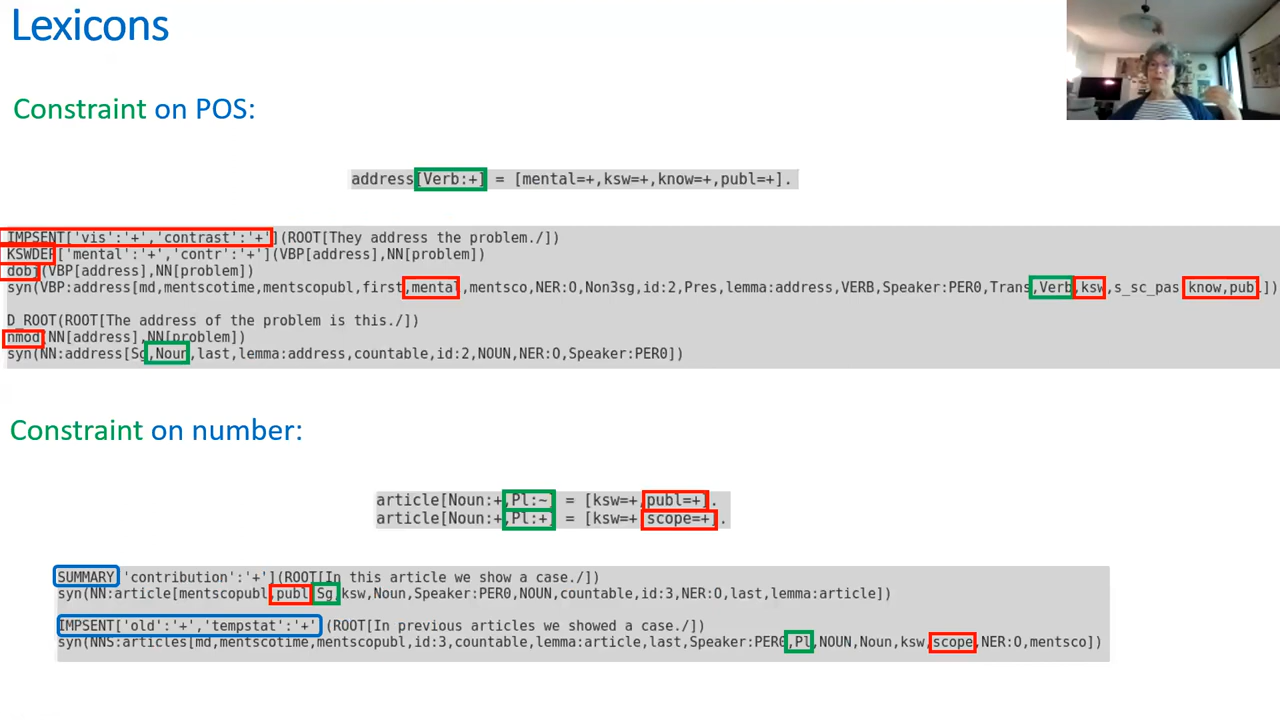 Lexicons
Constraint on POS:
address[Verb:+] = [mental=+,ksw=+,know=+,publ=+].
IMPSENT['vis':'+','contrast':'+'](ROOT[They address the problem./])
KSWDEP['mental':'+','contr':'+'](VBP[address],NN[problem])
dobj(VBP[address],NN[problem])
syn(VBP:address[md,mentscotime,mentscopubl,first,mental,mentsco,NER:O,Non3sg,id:2,Pres,lemma:address,VERB,Speaker:PER0,Trans,Verb,ksw,s_sc_pas,know,publ])
D_ROOT(ROOT[The address of the problem is this./])
nmod(NN[address],NN[problem])
syn(NN:address[Sg,Noun,last,lemma:address,countable,id:2,NOUN,NER:O,Speaker:PER0])
Constraint on number:
article[Noun:+,Pl:~] = [ksw=+,publ=+].
article[Noun:+,Pl:+] = [ksw=+,scope=+].
SUMMARY['contribution':'+'](ROOT[In this article we show a case./])
syn(NN:article[mentscopubl,publ,Sg,ksw,Noun,Speaker:PER0,NOUN,countable,id:3,NER:O,last,lemma:article])
IMPSENT['old':'+','tempstat':'+'](ROOT[In previous articles we showed a case./])
syn(NNS:articles[md,mentscotime,mentscopubl,id:3,countable,lemma:article,last,Speaker:PER0,Pl,NOUN,Noun,ksw,scope,NER:O,mentsco])